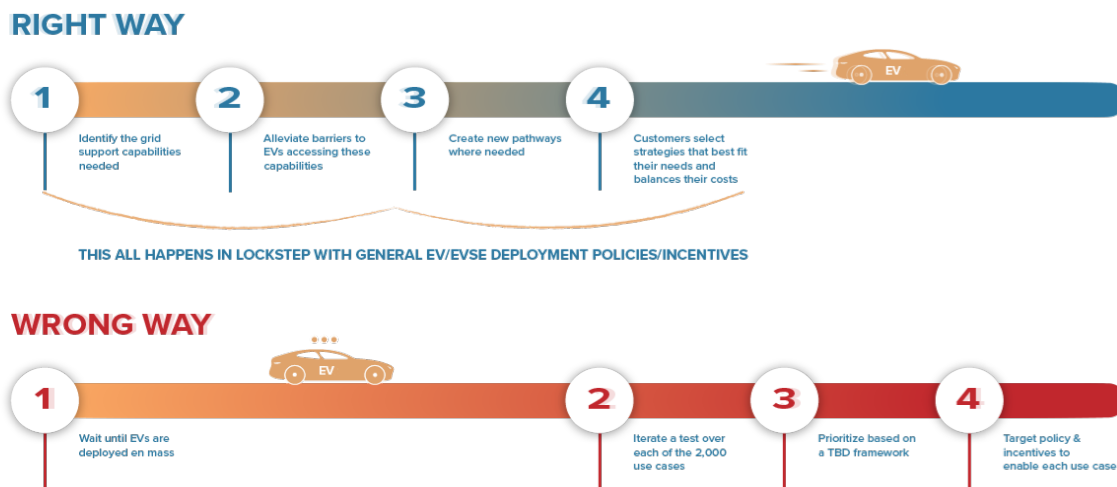 RIGHT WAY
EV
1
2
3
4
Identify the grid
support capabilities
needed
Alleviate barriers to
EVs accessing these
capabilities
Create new pathways
where needed
Customers select
strategies that best fit
their needs and
balances their costs
THIS ALL HAPPENS IN LOCKSTEP WITH GENERAL EV/EVSE DEPLOYMENT POLICIES/INCENTIVES
WRONG WAY
EV
1
2
3
4
Wait until EVs are
deployed en mass
Iterate a test over
each of the 2,000
use cases
Prioritize based on
a TBD framework
Target policy &
incentives to
enable each use case